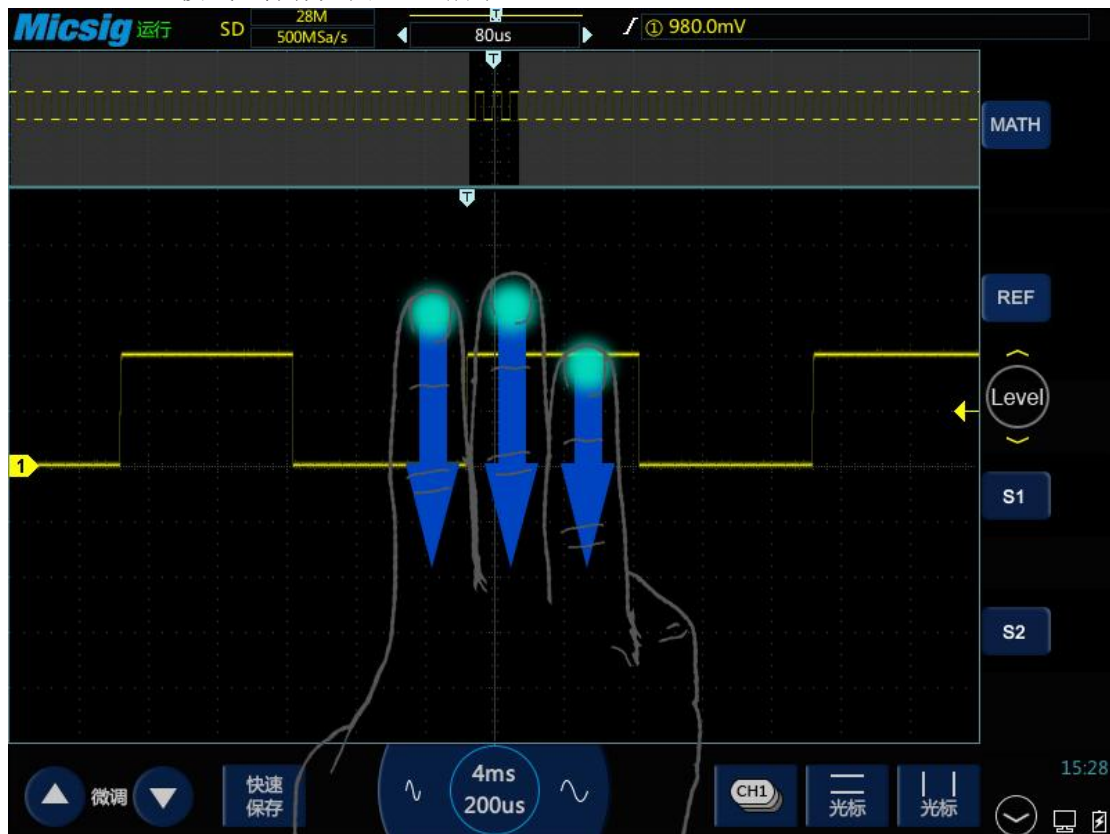 Micsig 运行 SD 28M 500MSa/s 80us ① 980.0mV
T
T
MATH
T
REF
Level
1
S1
S2
微调
快速保存
4ms
200us
CH1
光标
光标
15:28